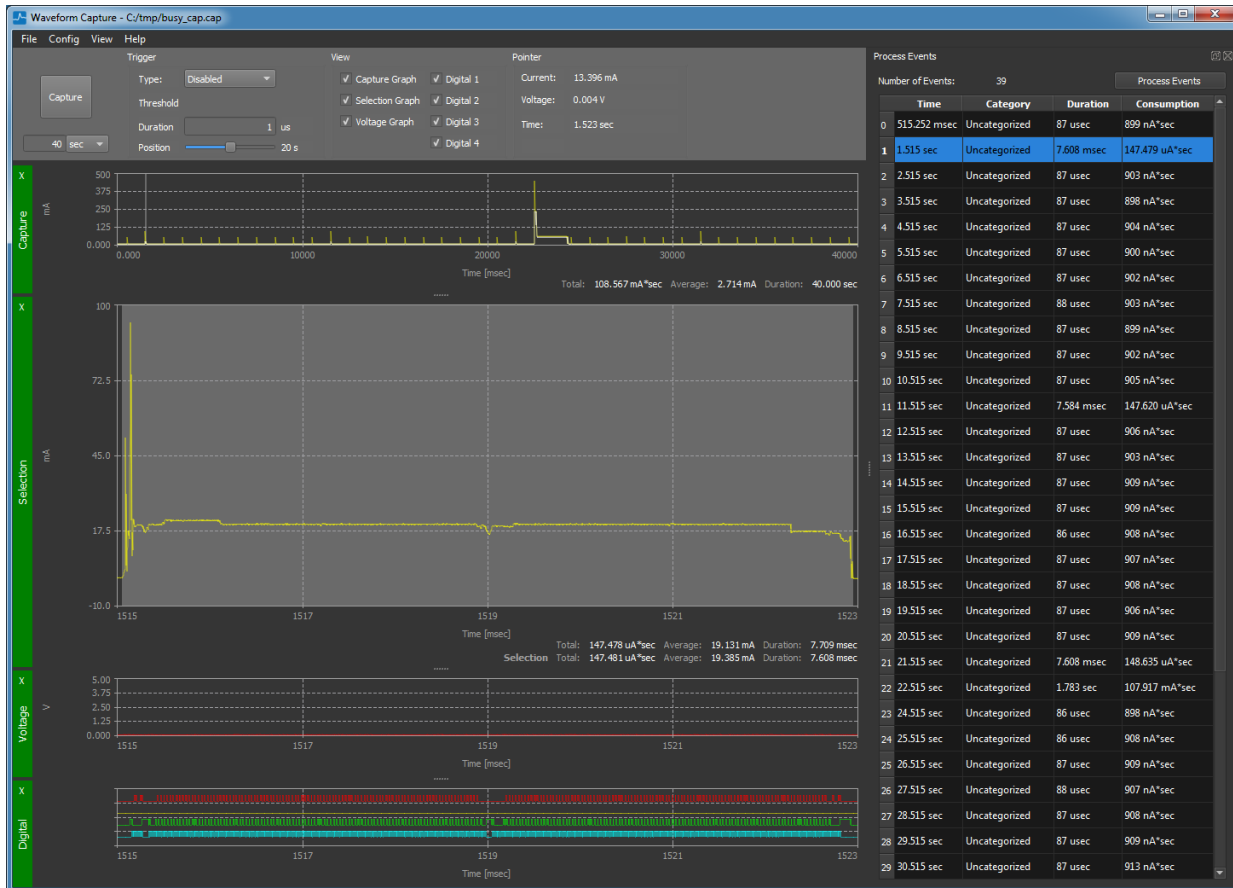 Waveform Capture - C:/tmp/busy_cap.cap
File Config View Help
Capture
40 sec
Trigger
Type: Disabled
Threshold
Duration 1 us
Position 20 s
View
Capture Graph Digital 1
Selection Graph Digital 2
Voltage Graph Digital 3
Digital 4
Pointer
Current: 13.396 mA
Voltage: 0.004 V
Time: 1.523 sec
X
Capture
mA
500
375
250
125
0.000
0.000 10000 20000 30000 40000
Time [msec]
Total: 108.567 mA*sec Average: 2.714 mA Duration: 40.000 sec
X
Selection
mA
100
72.5
45.0
17.5
-10.0
1515 1517 1519 1521 1523
Time [msec]
Total: 147.478 uA*sec Average: 19.131 mA Duration: 7.709 msec
Selection Total: 147.481 uA*sec Average: 19.385 mA Duration: 7.608 msec
X
Voltage
V
5.00
3.75
2.50
1.25
0.000
1515 1517 1519 1521 1523
Time [msec]
X
Digital
1515 1517 1519 1521 1523
Time [msec]
Process Events
Number of Events: 39 Process Events
Time Category Duration Consumption
0 515.252 msec Uncategorized 87 usec 899 nA*sec
1 1.515 sec Uncategorized 7.608 msec 147.479 uA*sec
2 2.515 sec Uncategorized 87 usec 903 nA*sec
3 3.515 sec Uncategorized 87 usec 898 nA*sec
4 4.515 sec Uncategorized 87 usec 904 nA*sec
5 5.515 sec Uncategorized 87 usec 900 nA*sec
6 6.515 sec Uncategorized 87 usec 902 nA*sec
7 7.515 sec Uncategorized 88 usec 903 nA*sec
8 8.515 sec Uncategorized 87 usec 899 nA*sec
9 9.515 sec Uncategorized 87 usec 902 nA*sec
10 10.515 sec Uncategorized 87 usec 905 nA*sec
11 11.515 sec Uncategorized 7.584 msec 147.620 uA*sec
12 12.515 sec Uncategorized 87 usec 906 nA*sec
13 13.515 sec Uncategorized 87 usec 903 nA*sec
14 14.515 sec Uncategorized 87 usec 909 nA*sec
15 15.515 sec Uncategorized 87 usec 909 nA*sec
16 16.515 sec Uncategorized 86 usec 908 nA*sec
17 17.515 sec Uncategorized 87 usec 907 nA*sec
18 18.515 sec Uncategorized 87 usec 908 nA*sec
19 19.515 sec Uncategorized 87 usec 906 nA*sec
20 20.515 sec Uncategorized 87 usec 909 nA*sec
21 21.515 sec Uncategorized 7.608 msec 148.635 uA*sec
22 22.515 sec Uncategorized 1.783 sec 107.917 mA*sec
23 24.515 sec Uncategorized 86 usec 898 nA*sec
24 25.515 sec Uncategorized 86 usec 908 nA*sec
25 26.515 sec Uncategorized 87 usec 909 nA*sec
26 27.515 sec Uncategorized 88 usec 907 nA*sec
27 28.515 sec Uncategorized 87 usec 908 nA*sec
28 29.515 sec Uncategorized 87 usec 909 nA*sec
29 30.515 sec Uncategorized 87 usec 913 nA*sec